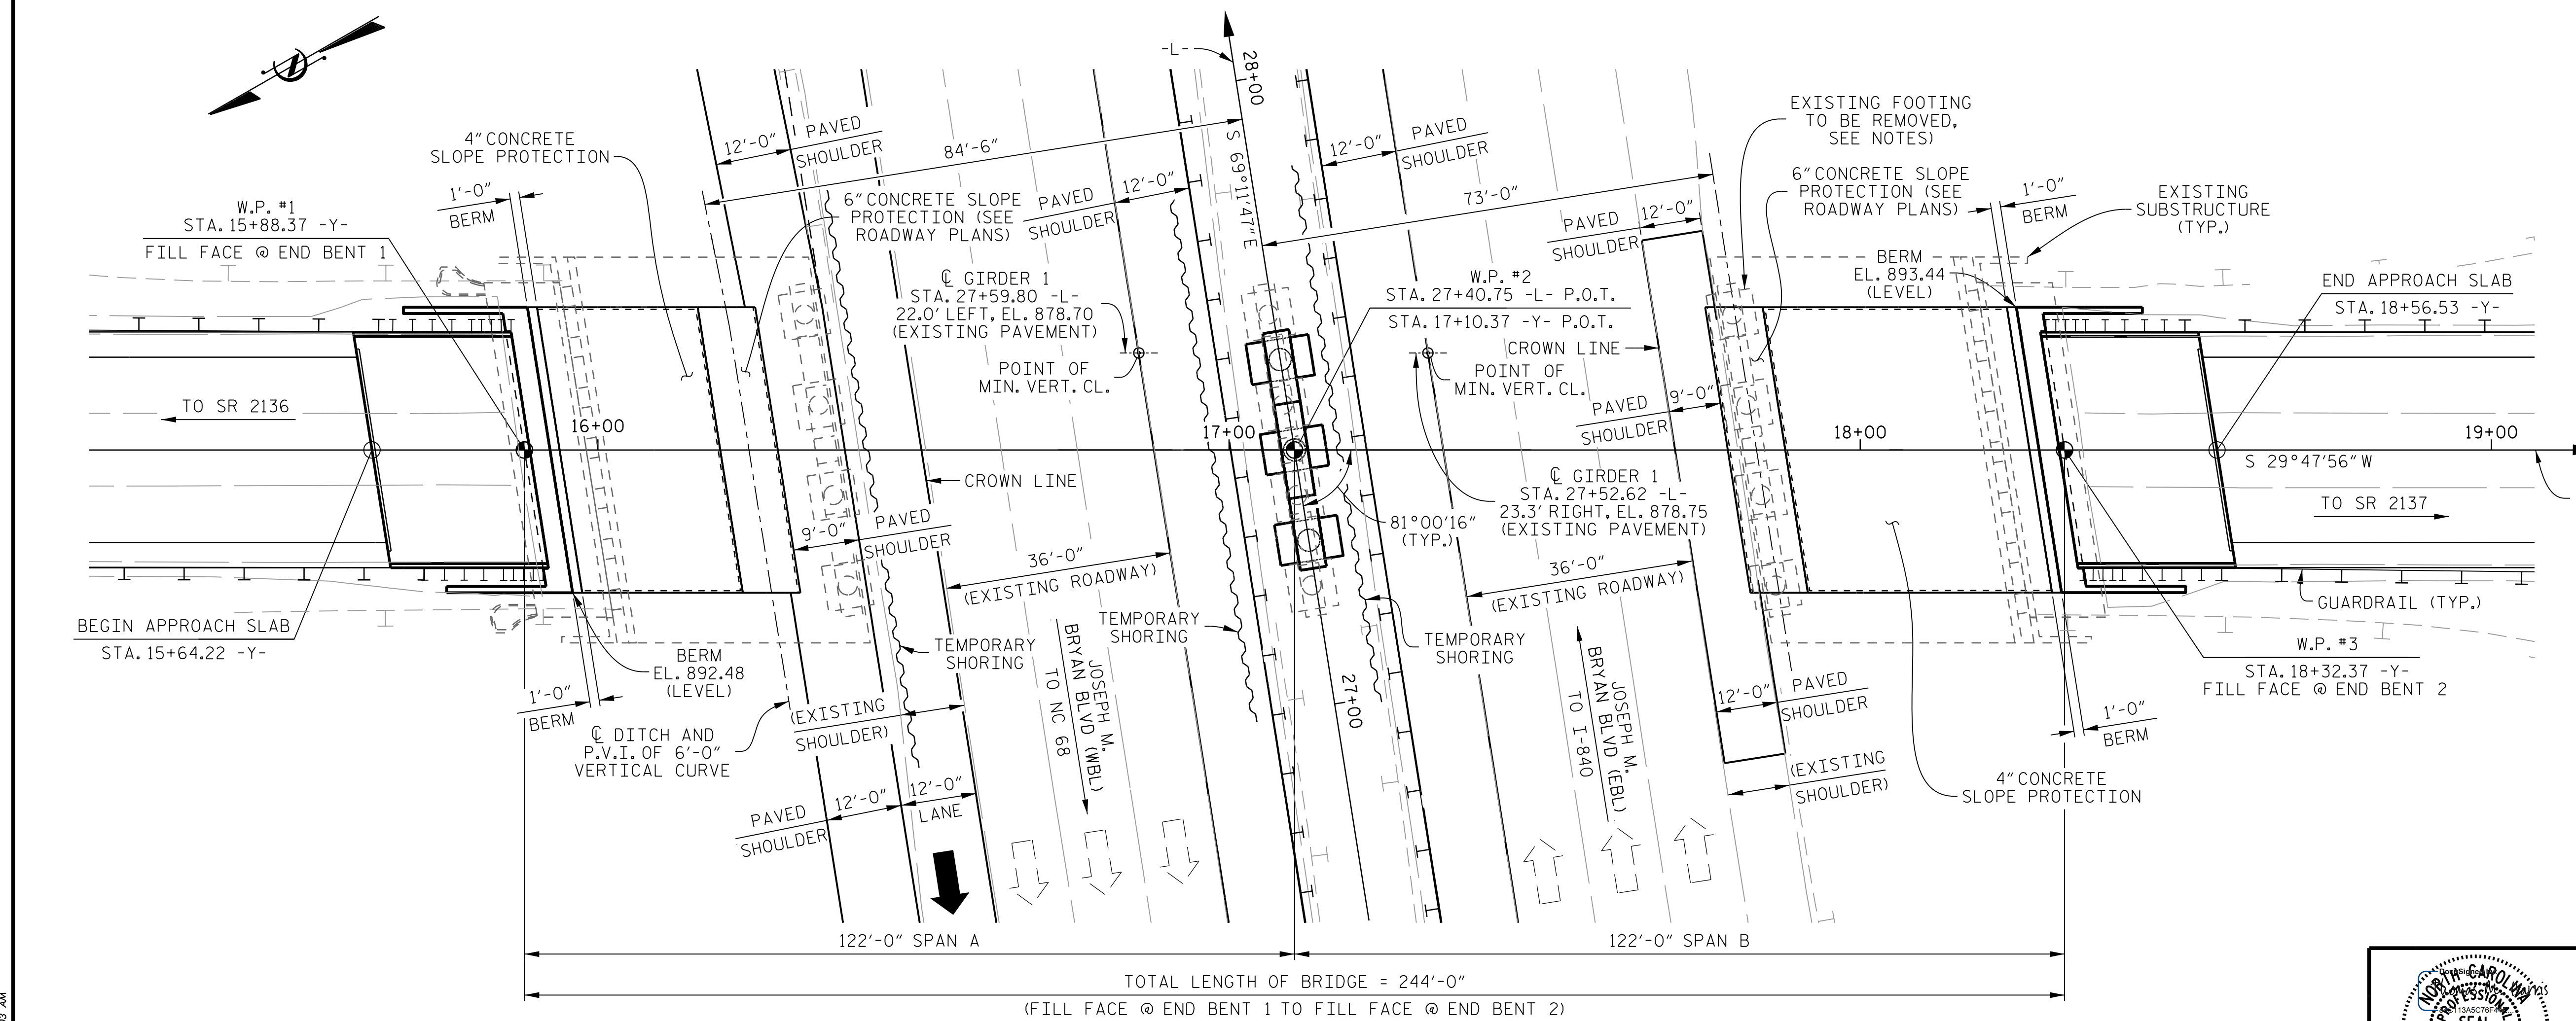 -L-
28+00
4" CONCRETE
SLOPE PROTECTION
12'-0"
PAVED
SHOULDER
84'-6"
S 69°11'47"E
12'-0"
PAVED
SHOULDER
EXISTING FOOTING
TO BE REMOVED,
SEE NOTES)
1'-0"
BERM
W.P. #1
STA. 15+88.37 -Y-
FILL FACE @ END BENT 1
6" CONCRETE SLOPE
PROTECTION (SEE
ROADWAY PLANS)
PAVED
SHOULDER
12'-0"
73'-0"
PAVED
SHOULDER
12'-0"
6" CONCRETE SLOPE
PROTECTION (SEE
ROADWAY PLANS)
1'-0"
BERM
EXISTING
SUBSTRUCTURE
(TYP.)
℄ GIRDER 1
STA. 27+59.80 -L-
22.0' LEFT, EL. 878.70
(EXISTING PAVEMENT)
POINT OF
MIN. VERT. CL.
W.P. #2
STA. 27+40.75 -L- P.O.T.
STA. 17+10.37 -Y- P.O.T.
CROWN LINE
POINT OF
MIN. VERT. CL.
BERM
EL. 893.44
(LEVEL)
END APPROACH SLAB
STA. 18+56.53 -Y-
PAVED
SHOULDER
9'-0"
TO SR 2136
16+00
17+00
18+00
19+00
S 29°47'56" W
TO SR 2137
CROWN LINE
℄ GIRDER 1
STA. 27+52.62 -L-
23.3' RIGHT, EL. 878.75
(EXISTING PAVEMENT)
81°00'16"
(TYP.)
9'-0"
PAVED
SHOULDER
36'-0"
(EXISTING ROADWAY)
36'-0"
(EXISTING ROADWAY)
BEGIN APPROACH SLAB
STA. 15+64.22 -Y-
BERM
EL. 892.48
(LEVEL)
TEMPORARY
SHORING
TEMPORARY
SHORING
TEMPORARY
SHORING
GUARDRAIL (TYP.)
W.P. #3
STA. 18+32.37 -Y-
FILL FACE @ END BENT 2
JOSEPH M.
BRYAN BLVD (WBL)
TO NC 68
JOSEPH M.
BRYAN BLVD (EBL)
TO I-840
27+00
1'-0"
BERM
℄ DITCH AND
P.V.I. OF 6'-0"
VERTICAL CURVE
(EXISTING
SHOULDER)
12'-0"
PAVED
SHOULDER
(EXISTING
SHOULDER)
1'-0"
BERM
4" CONCRETE
SLOPE PROTECTION
PAVED
SHOULDER
12'-0"
12'-0"
LANE
122'-0" SPAN A
122'-0" SPAN B
TOTAL LENGTH OF BRIDGE = 244'-0"
(FILL FACE @ END BENT 1 TO FILL FACE @ END BENT 2)
NORTH CAROLINA
PROFESSIONAL
SEAL
AM